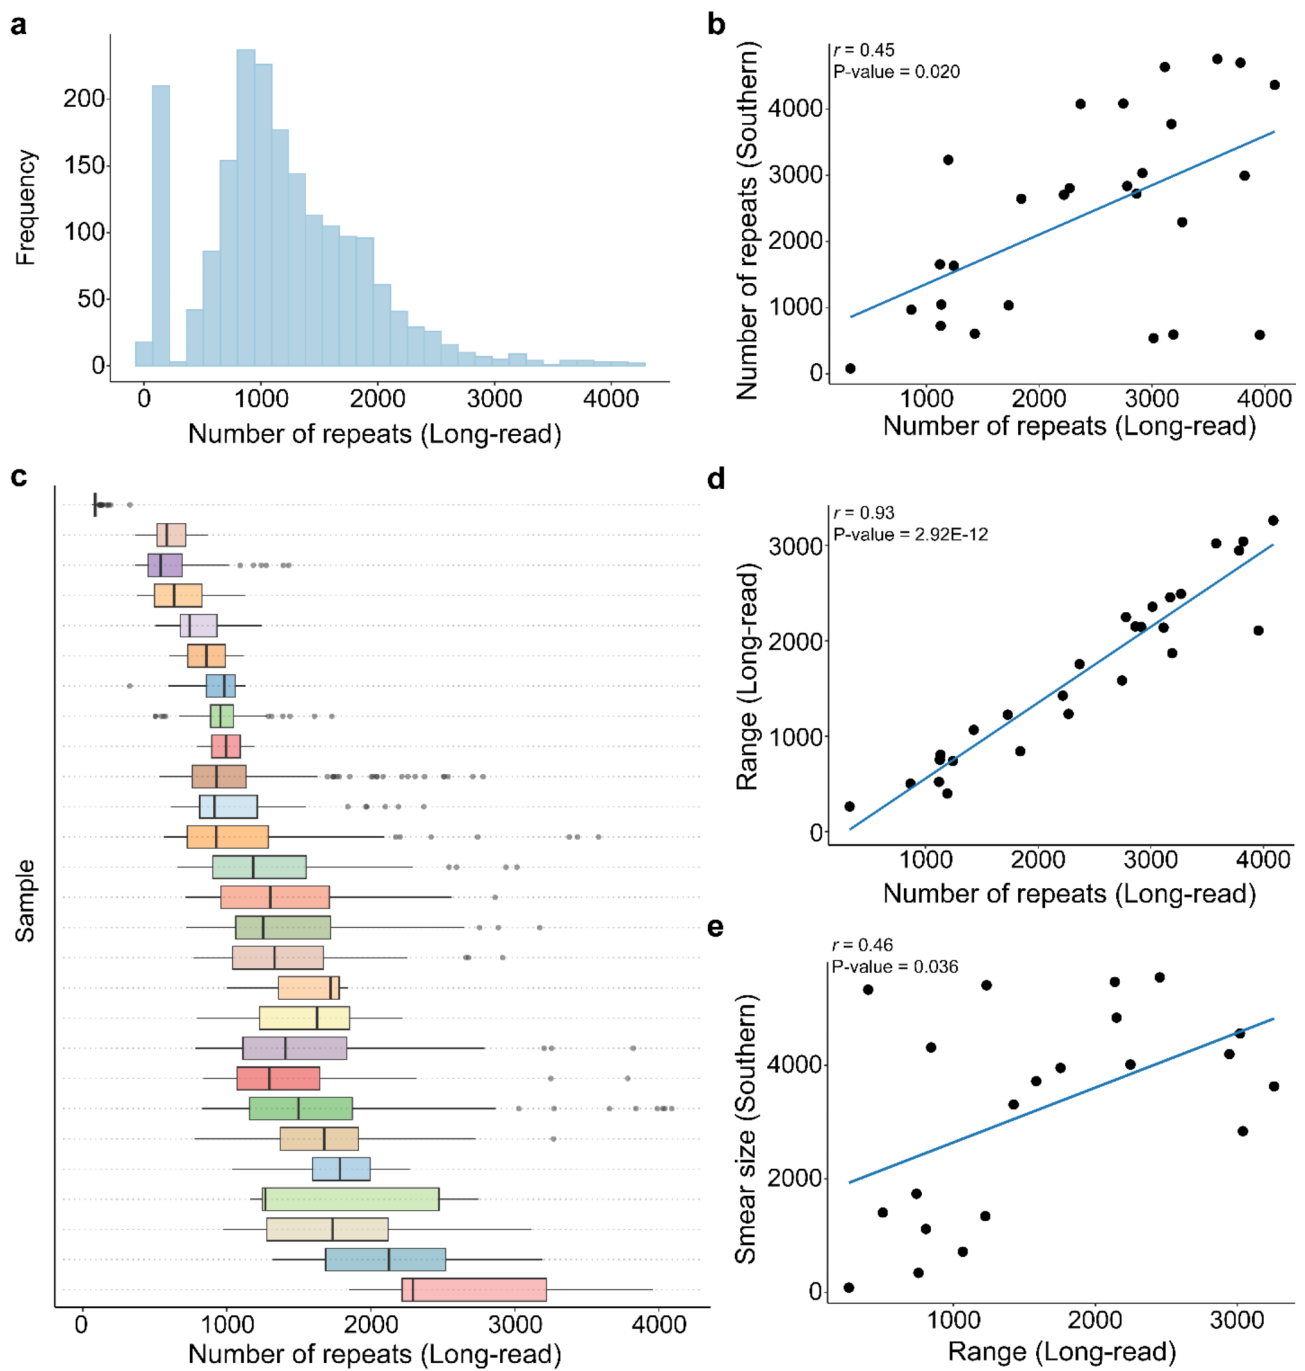 a
200
150
100
50
0
Frequency
0 1000 2000 3000 4000
Number of repeats (Long-read)
b
r = 0.45
P-value = 0.020
4000
3000
2000
1000
0
Number of repeats (Southern)
1000 2000 3000 4000
Number of repeats (Long-read)
c
Sample
0 1000 2000 3000 4000
Number of repeats (Long-read)
d
r = 0.93
P-value = 2.92E-12
3000
2000
1000
0
Range (Long-read)
1000 2000 3000 4000
Number of repeats (Long-read)
e
r = 0.46
P-value = 0.036
4000
2000
0
Smear size (Southern)
1000 2000 3000
Range (Long-read)